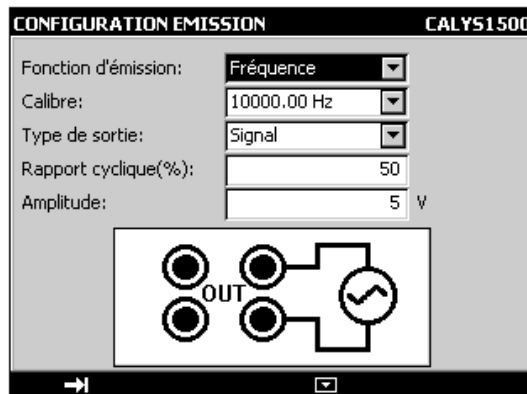 CONFIGURATION EMISSION CALYS1500
Fonction d'émission: Fréquence
Calibre: 10000.00 Hz
Type de sortie: Signal
Rapport cyclique(%): 50
Amplitude: 5 V
OUT